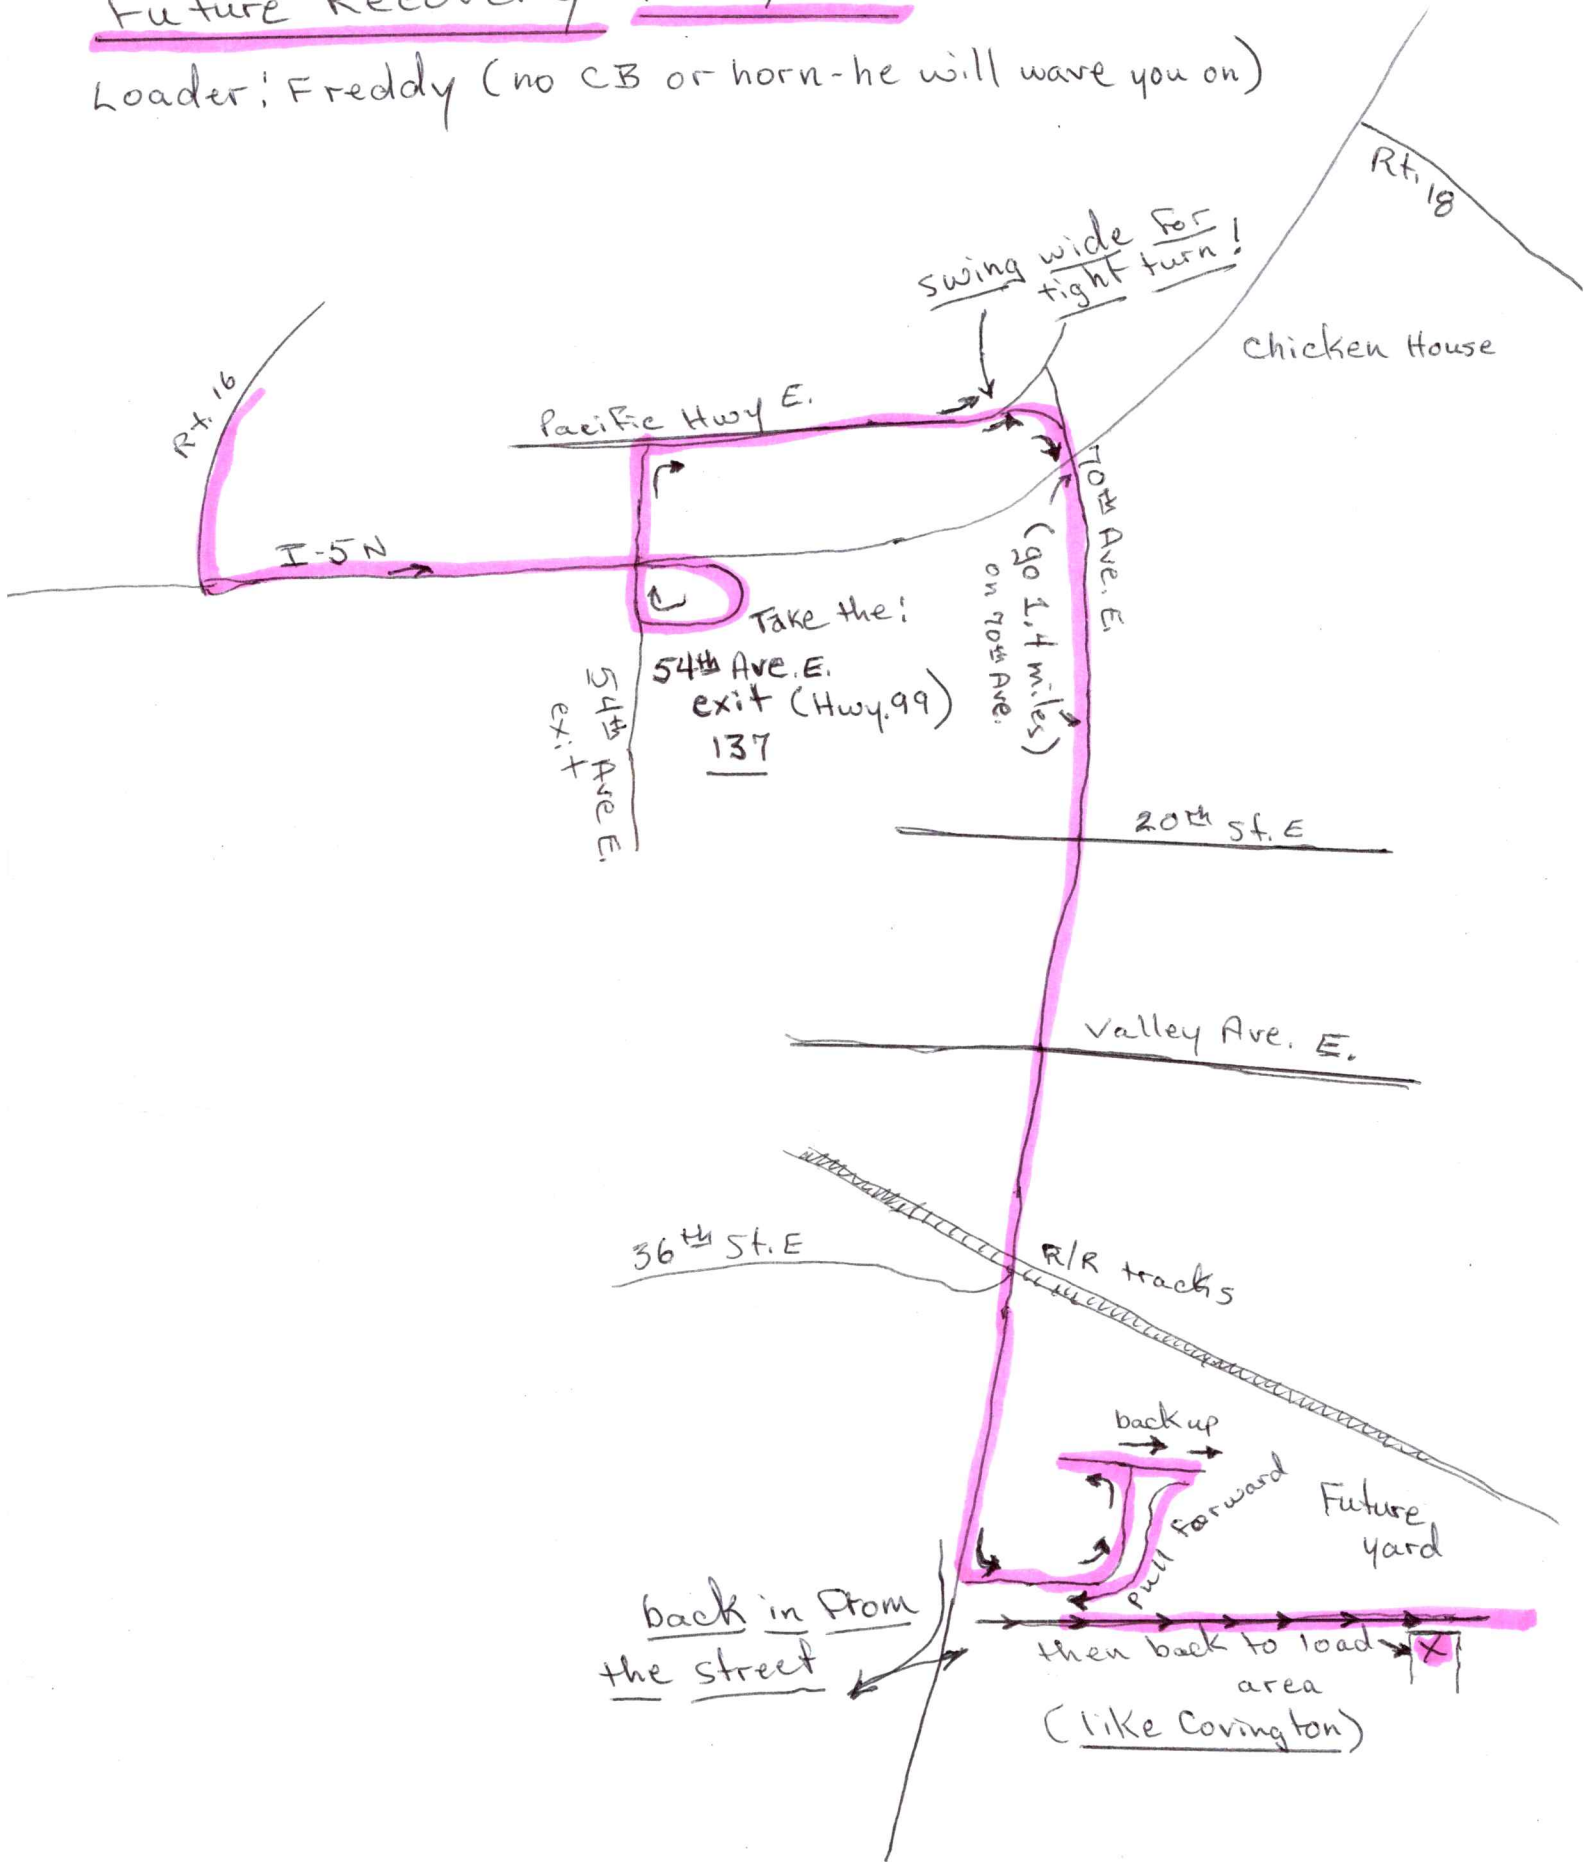 Future Recovery
Loader: Freddy (no CB or horn-he will wave you on)
Rt. 18
swing wide for
tight turn!
Chicken House
Rt. 16
Pacific Hwy E.
70th Ave. E.
I-5 N
(go 1.4 miles)
on 70th Ave.
Take the:
54th Ave. E.
exit (Hwy. 99)
137
54th Ave E.
exit
20th St. E
Valley Ave. E.
36th St. E
R/R tracks
back up
pull forward
Future
yard
back in from
the street
then back to load
area
X
(like Covington)